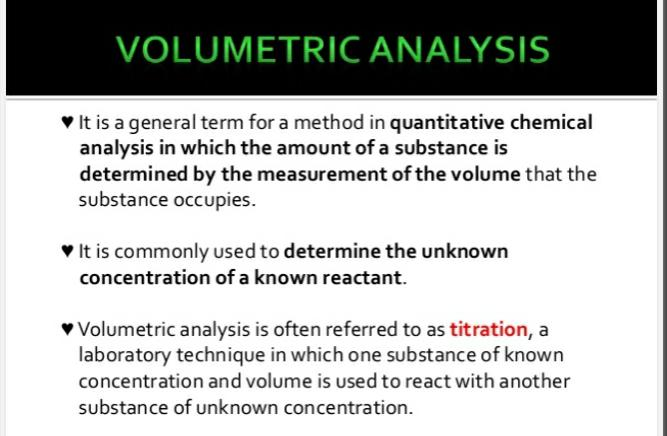 VOLUMETRIC ANALYSIS
♥ It is a general term for a method in quantitative chemical
analysis in which the amount of a substance is
determined by the measurement of the volume that the
substance occupies.
♥ It is commonly used to determine the unknown
concentration of a known reactant.
♥ Volumetric analysis is often referred to as titration, a
laboratory technique in which one substance of known
concentration and volume is used to react with another
substance of unknown concentration.